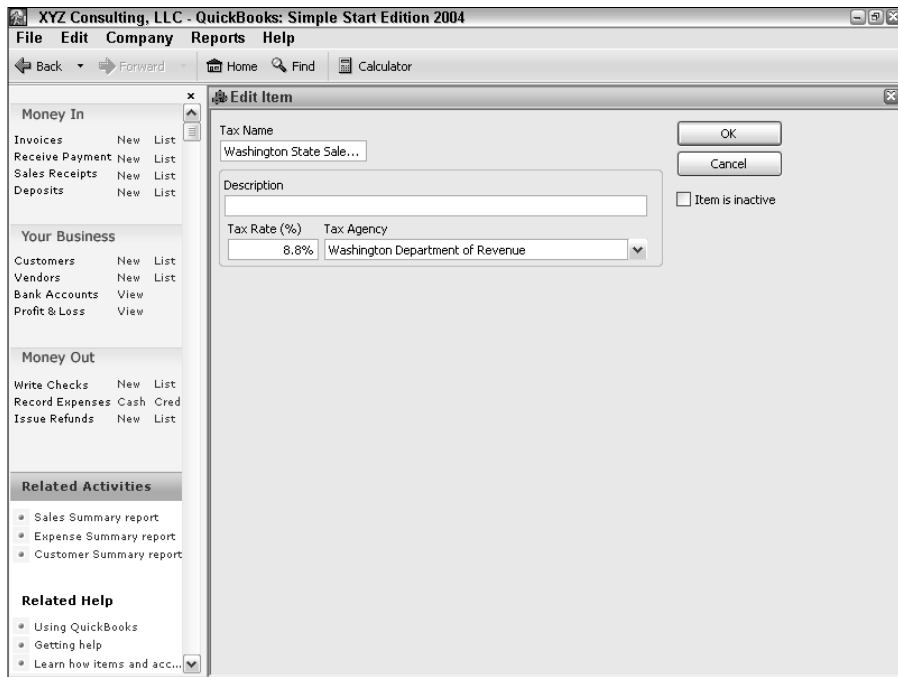 XYZ Consulting, LLC - QuickBooks: Simple Start Edition 2004
File Edit Company Reports Help
Back Forward Home Find Calculator
Money In
Invoices New List
Receive Payment New List
Sales Receipts New List
Deposits New List
Your Business
Customers New List
Vendors New List
Bank Accounts View
Profit & Loss View
Money Out
Write Checks New List
Record Expenses Cash Cred
Issue Refunds New List
Related Activities
Sales Summary report
Expense Summary report
Customer Summary report
Related Help
Using QuickBooks
Getting help
Learn how items and acc...
Edit Item
Tax Name
Washington State Sale...
Description
Tax Rate (%) Tax Agency
8.8% Washington Department of Revenue
OK
Cancel
Item is inactive